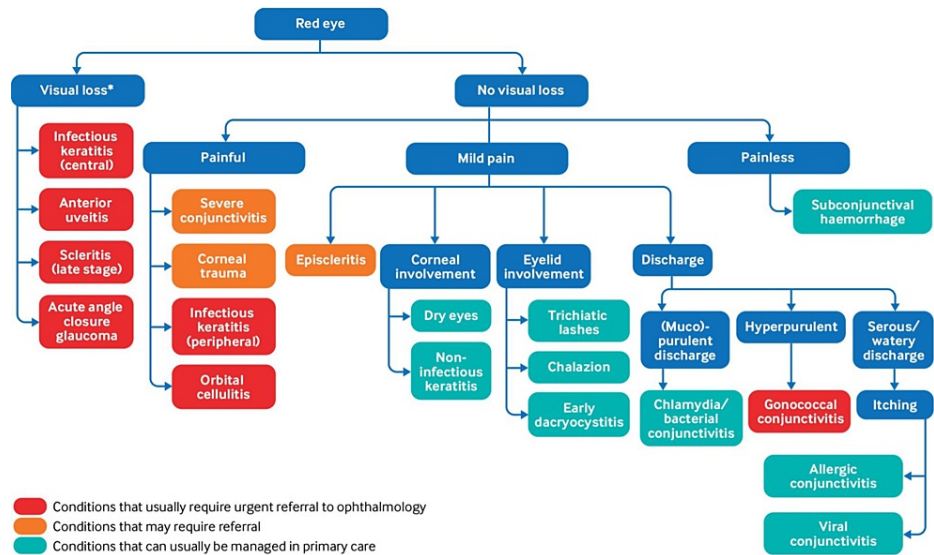 Red eye
Visual loss*
No visual loss
Infectious
keratitis
(central)
Anterior
uveitis
Scleritis
(late stage)
Acute angle
closure
glaucoma
Painful
Mild pain
Painless
Severe
conjunctivitis
Corneal
trauma
Infectious
keratitis
(peripheral)
Orbital
cellulitis
Episcleritis
Corneal
involvement
Dry eyes
Non-
infectious
keratitis
Eyelid
involvement
Trichiatic
lashes
Chalazion
Early
dacryocystitis
Discharge
(Muco)-
purulent
discharge
Chlamydia/
bacterial
conjunctivitis
Hyperpurulent
Gonococcal
conjunctivitis
Serous/
watery
discharge
Itching
Allergic
conjunctivitis
Viral
conjunctivitis
Subconjunctival
haemorrhage
Conditions that usually require urgent referral to ophthalmology
Conditions that may require referral
Conditions that can usually be managed in primary care